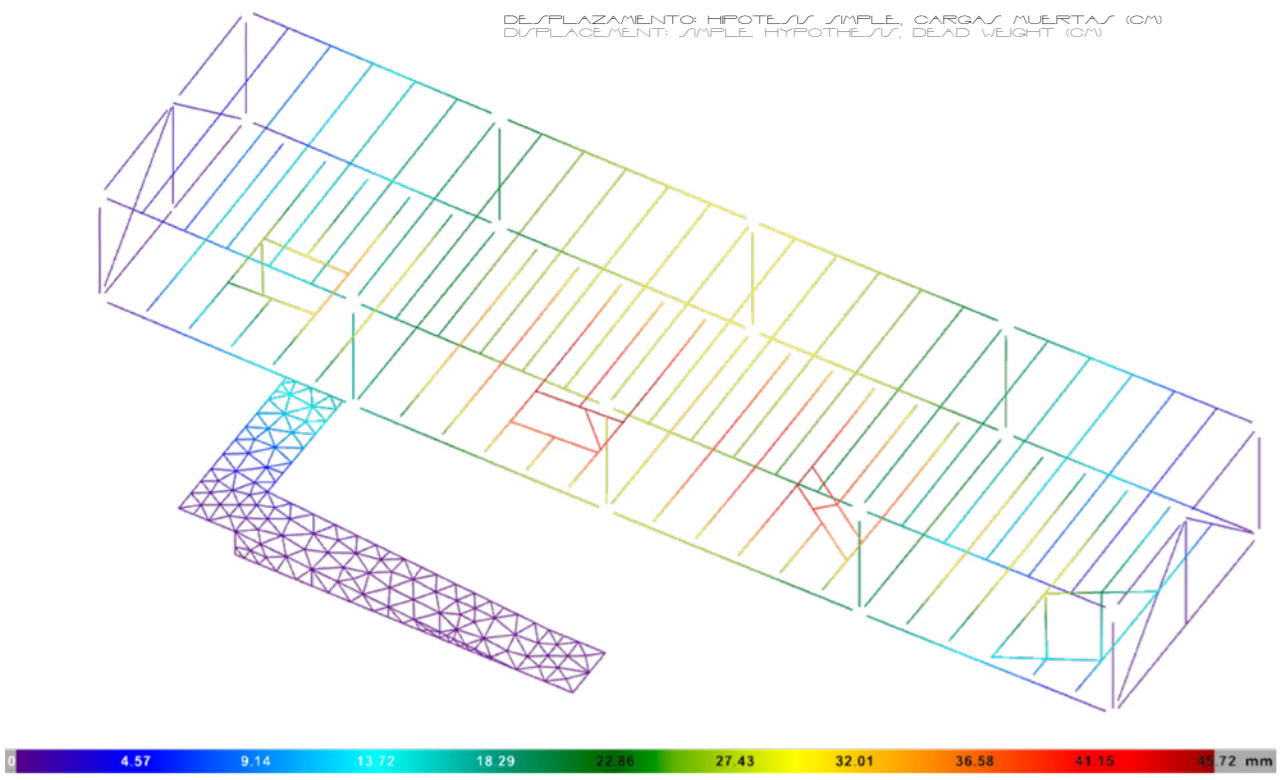 DESPLAZAMIENTO: HIPOTESIS SIMPLE, CARGAS MUERTAS (CM)
DISPLACEMENT: SIMPLE HYPOTHESIS, DEAD WEIGHT (CM)
0 4.57 9.14 13.72 18.29 22.86 27.43 32.01 36.58 41.15 45.72 mm